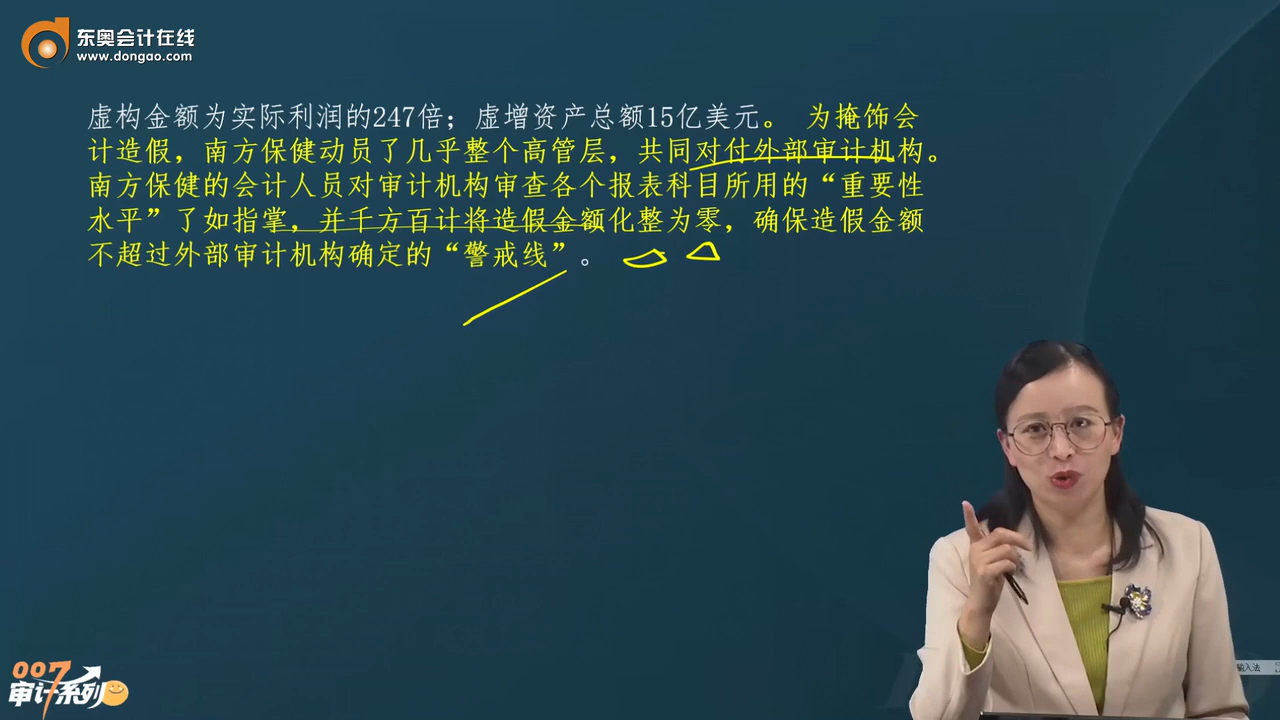 东奥会计在线
www.dongao.com
虚构金额为实际利润的247倍；虚增资产总额15亿美元。 为掩饰会
计造假，南方保健动员了几乎整个高管层，共同对付外部审计机构。
南方保健的会计人员对审计机构审查各个报表科目所用的“重要性
水平”了如指掌，并千方百计将造假金额化整为零，确保造假金额
不超过外部审计机构确定的“警戒线”。
007
审计系列
输入法